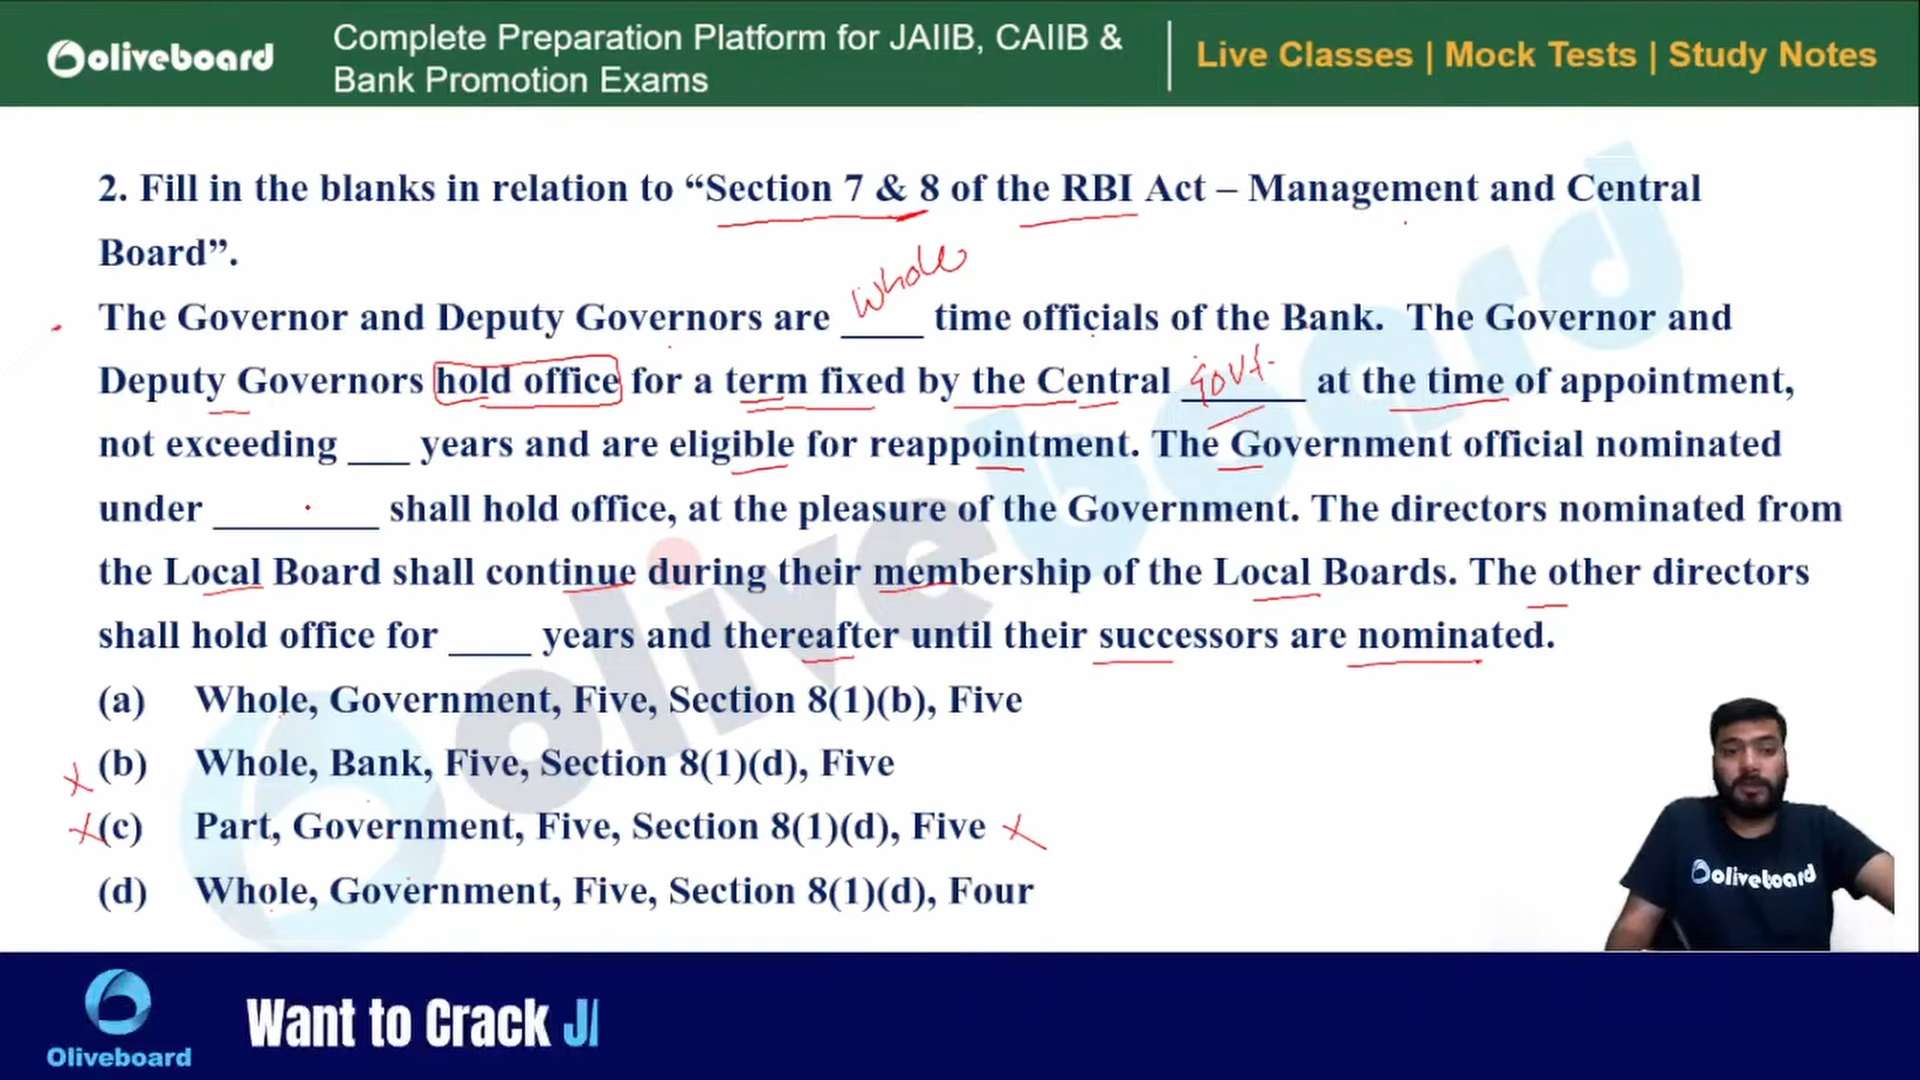 oliveboard
Complete Preparation Platform for JAIIB, CAIIB &
Bank Promotion Exams
Live Classes | Mock Tests | Study Notes
2. Fill in the blanks in relation to “Section 7 & 8 of the RBI Act – Management and Central
Board”.
whole
The Governor and Deputy Governors are ____ time officials of the Bank. The Governor and
govt.
Deputy Governors hold office for a term fixed by the Central ______ at the time of appointment,
not exceeding ___ years and are eligible for reappointment. The Government official nominated
under ________ shall hold office, at the pleasure of the Government. The directors nominated from
the Local Board shall continue during their membership of the Local Boards. The other directors
shall hold office for ____ years and thereafter until their successors are nominated.
(a) Whole, Government, Five, Section 8(1)(b), Five
x (b) Whole, Bank, Five, Section 8(1)(d), Five
x (c) Part, Government, Five, Section 8(1)(d), Five x
(d) Whole, Government, Five, Section 8(1)(d), Four
oliveboard
oliveboard
Oliveboard
Want to Crack